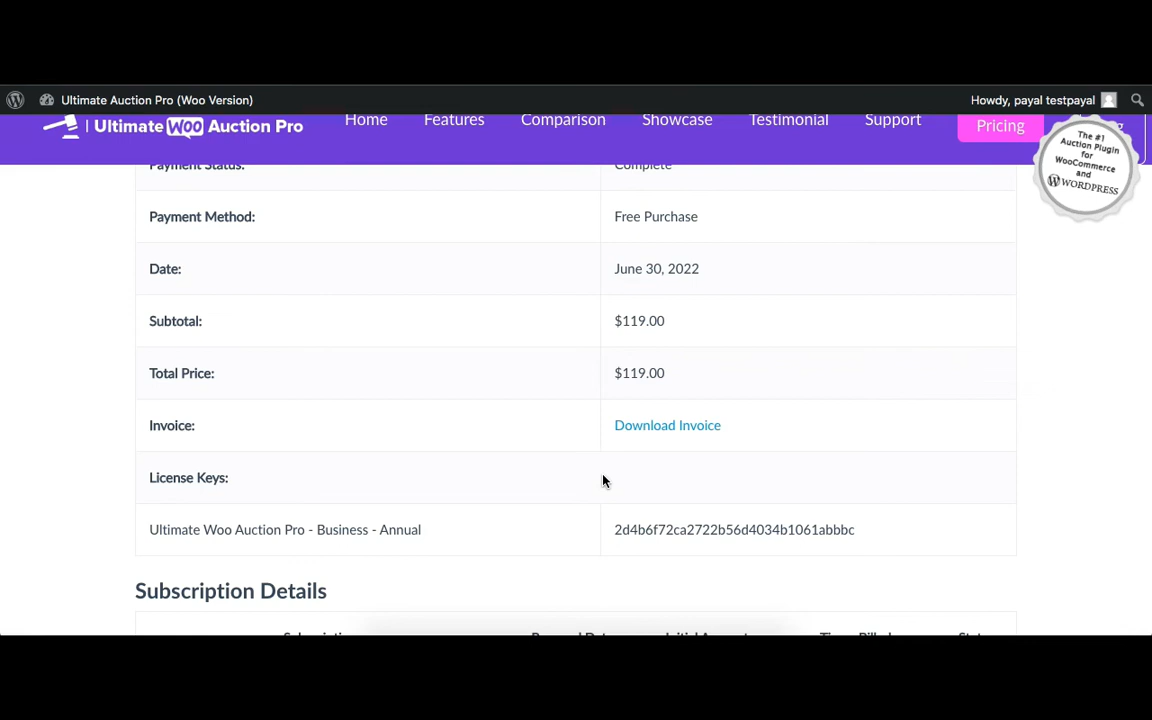 Ultimate Auction Pro (Woo Version)
Howdy, payal testpayal
Ultimate Woo Auction Pro
Home
Features
Comparison
Showcase
Testimonial
Support
Pricing
The #1
Auction Plugin
for
WooCommerce
and
WORDPRESS
Payment Status:
Complete
Payment Method:
Free Purchase
Date:
June 30, 2022
Subtotal:
$119.00
Total Price:
$119.00
Invoice:
Download Invoice
License Keys:
Ultimate Woo Auction Pro - Business - Annual
2d4b6f72ca2722b56d4034b1061abbbc
Subscription Details